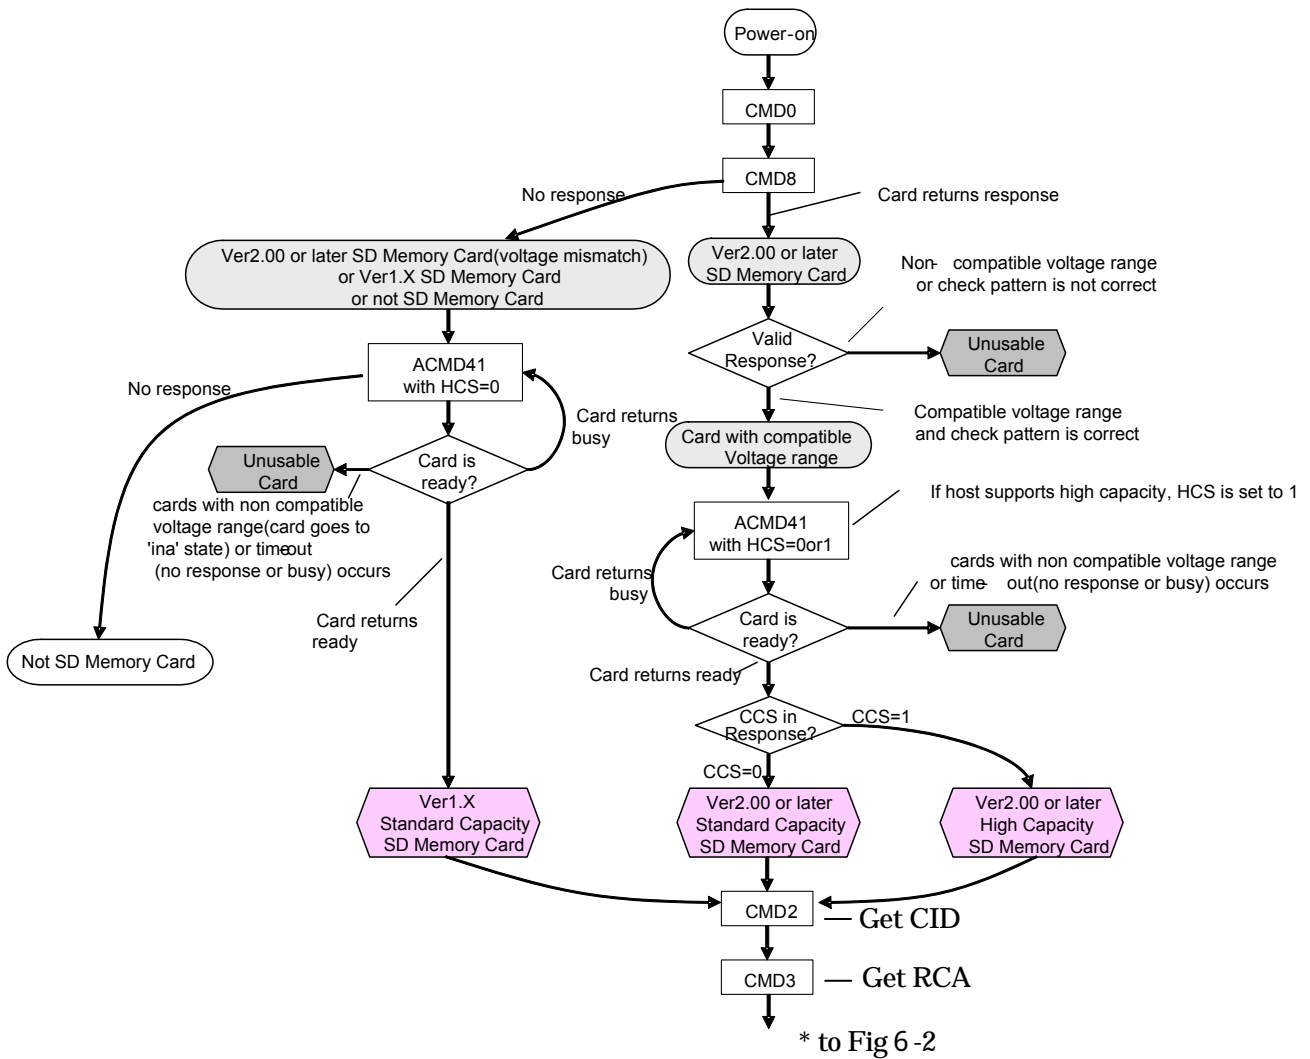 Power-on
CMD0
CMD8
No response
Card returns response
Ver2.00 or later SD Memory Card(voltage mismatch)
or Ver1.X SD Memory Card
or not SD Memory Card
Ver2.00 or later
SD Memory Card
Non- compatible voltage range
or check pattern is not correct
Valid
Response?
Unusable
Card
ACMD41
with HCS=0
No response
Card returns
busy
Compatible voltage range
and check pattern is correct
Card with compatible
Voltage range
Card is
ready?
Unusable
Card
cards with non compatible
voltage range(card goes to
'ina' state) or time-out
(no response or busy) occurs
If host supports high capacity, HCS is set to 1
ACMD41
with HCS=0or1
Card returns
busy
cards with non compatible voltage range
or time- out(no response or busy) occurs
Card is
ready?
Unusable
Card
Card returns
ready
Not SD Memory Card
Card returns ready
CCS in
Response?
CCS=1
CCS=0
Ver1.X
Standard Capacity
SD Memory Card
Ver2.00 or later
Standard Capacity
SD Memory Card
Ver2.00 or later
High Capacity
SD Memory Card
CMD2
— Get CID
CMD3
— Get RCA
* to Fig 6 -2